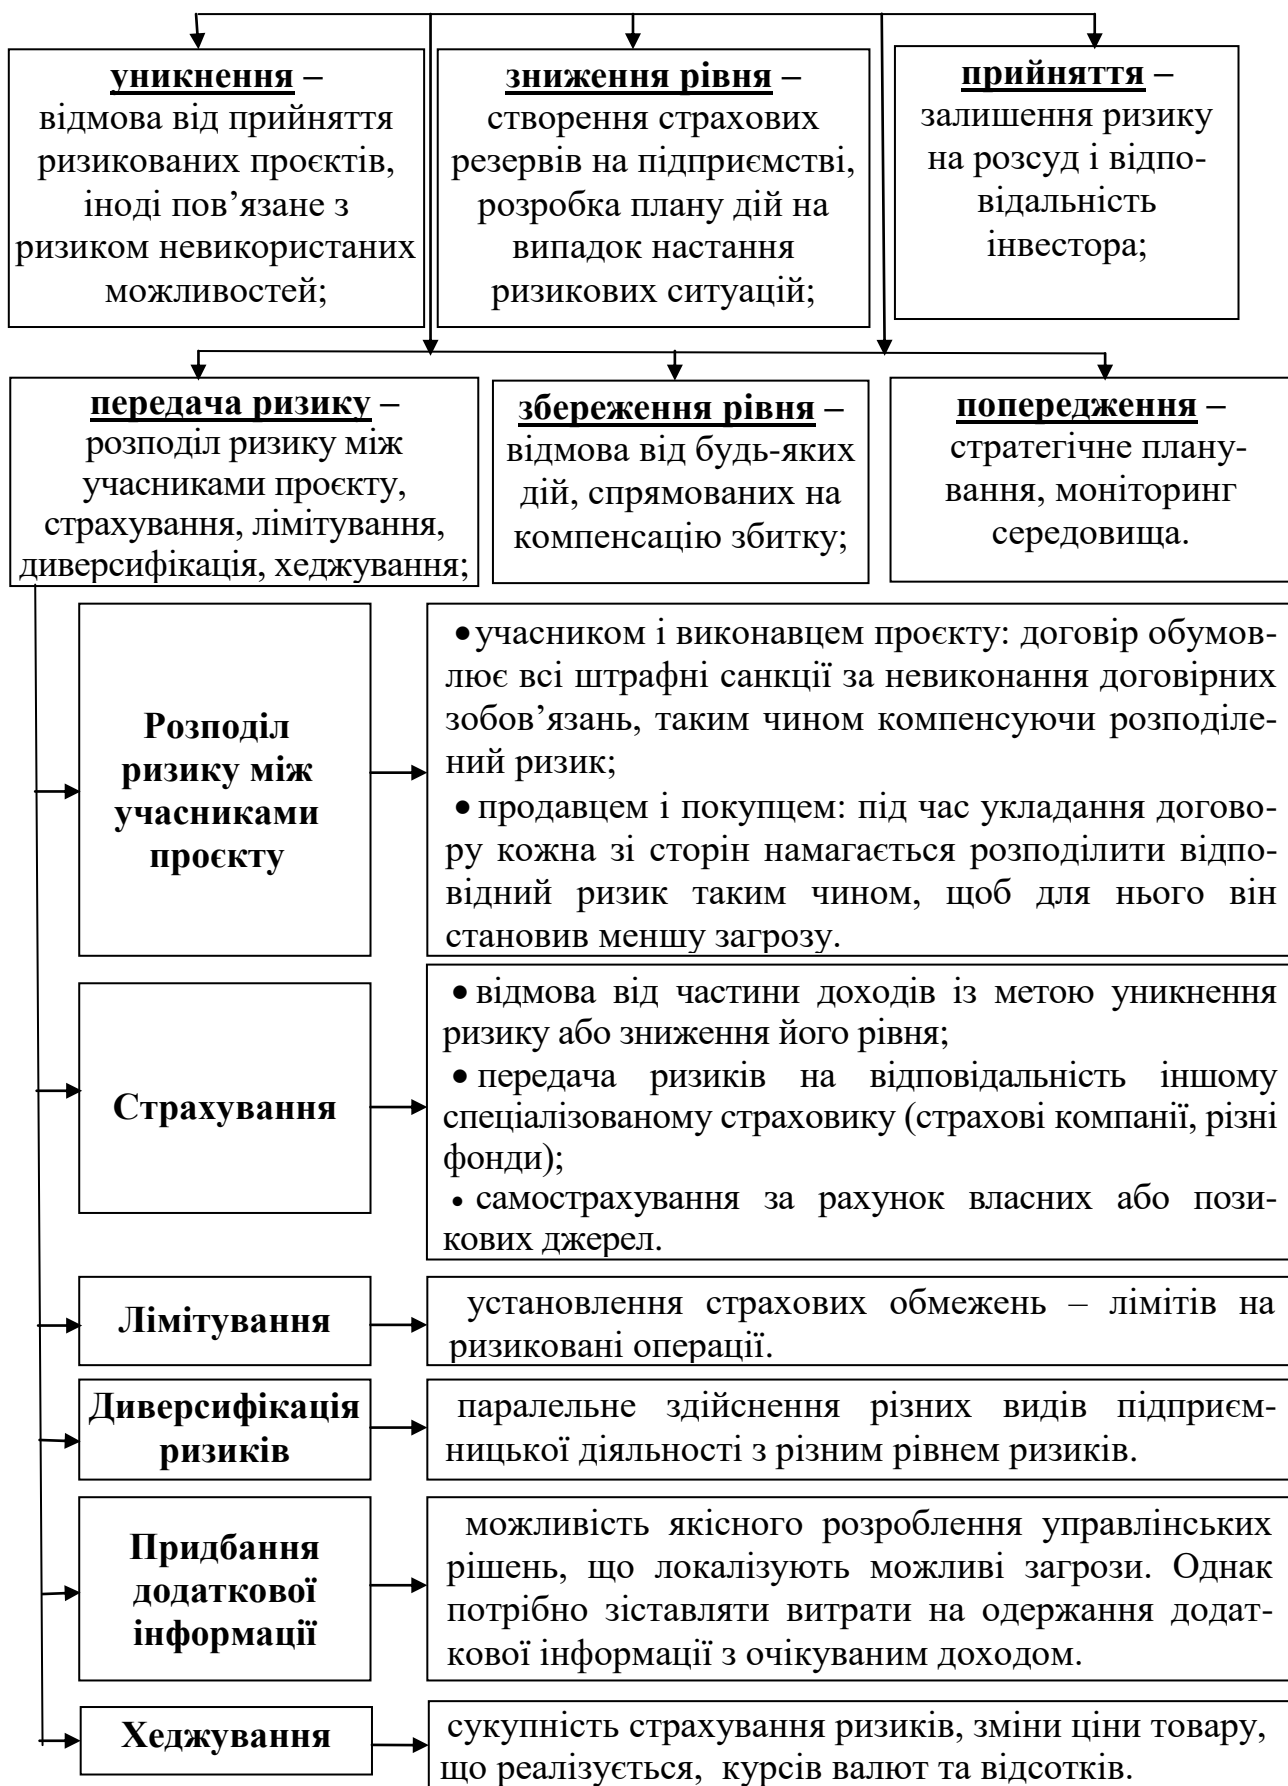 уникнення –
відмова від прийняття
ризикованих проєктів,
іноді пов’язане з
ризиком невикористаних
можливостей;
зниження рівня –
створення страхових
резервів на підприємстві,
розробка плану дій на
випадок настання
ризикових ситуацій;
прийняття –
залишення ризику
на розсуд і відпо-
відальність
інвестора;
передача ризику –
розподіл ризику між
учасниками проєкту,
страхування, лімітування,
диверсифікація, хеджування;
збереження рівня –
відмова від будь-яких
дій, спрямованих на
компенсацію збитку;
попередження –
стратегічне плану-
вання, моніторинг
середовища.
Розподіл
ризику між
учасниками
проєкту
• учасником і виконавцем проєкту: договір обумов-
лює всі штрафні санкції за невиконання договірних
зобов’язань, таким чином компенсуючи розподіле-
ний ризик;
• продавцем і покупцем: під час укладання догово-
ру кожна зі сторін намагається розподілити відпо-
відний ризик таким чином, щоб для нього він
становив меншу загрозу.
Страхування
• відмова від частини доходів із метою уникнення
ризику або зниження його рівня;
• передача ризиків на відповідальність іншому
спеціалізованому страховику (страхові компанії, різні
фонди);
• самострахування за рахунок власних або пози-
кових джерел.
Лімітування
установлення страхових обмежень – лімітів на
ризиковані операції.
Диверсифікація
ризиків
паралельне здійснення різних видів підприєм-
ницької діяльності з різним рівнем ризиків.
Придбання
додаткової
інформації
можливість якісного розроблення управлінських
рішень, що локалізують можливі загрози. Однак
потрібно зіставляти витрати на одержання додат-
кової інформації з очікуваним доходом.
Хеджування
сукупність страхування ризиків, зміни ціни товару,
що реалізується, курсів валют та відсотків.